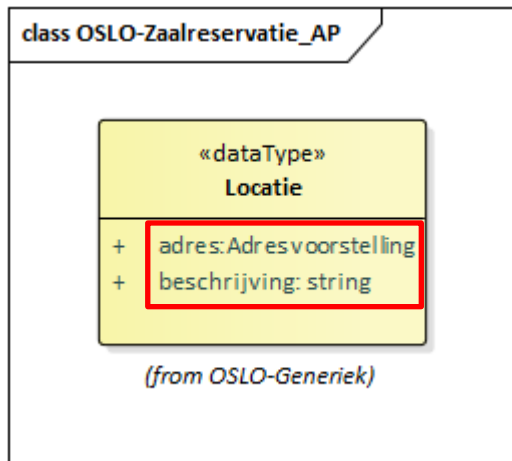 class OSLO-Zaalreservatie_AP
«dataType»
Locatie
+ adres:Adresvoorstelling
+ beschrijving: string
(from OSLO-Generiek)